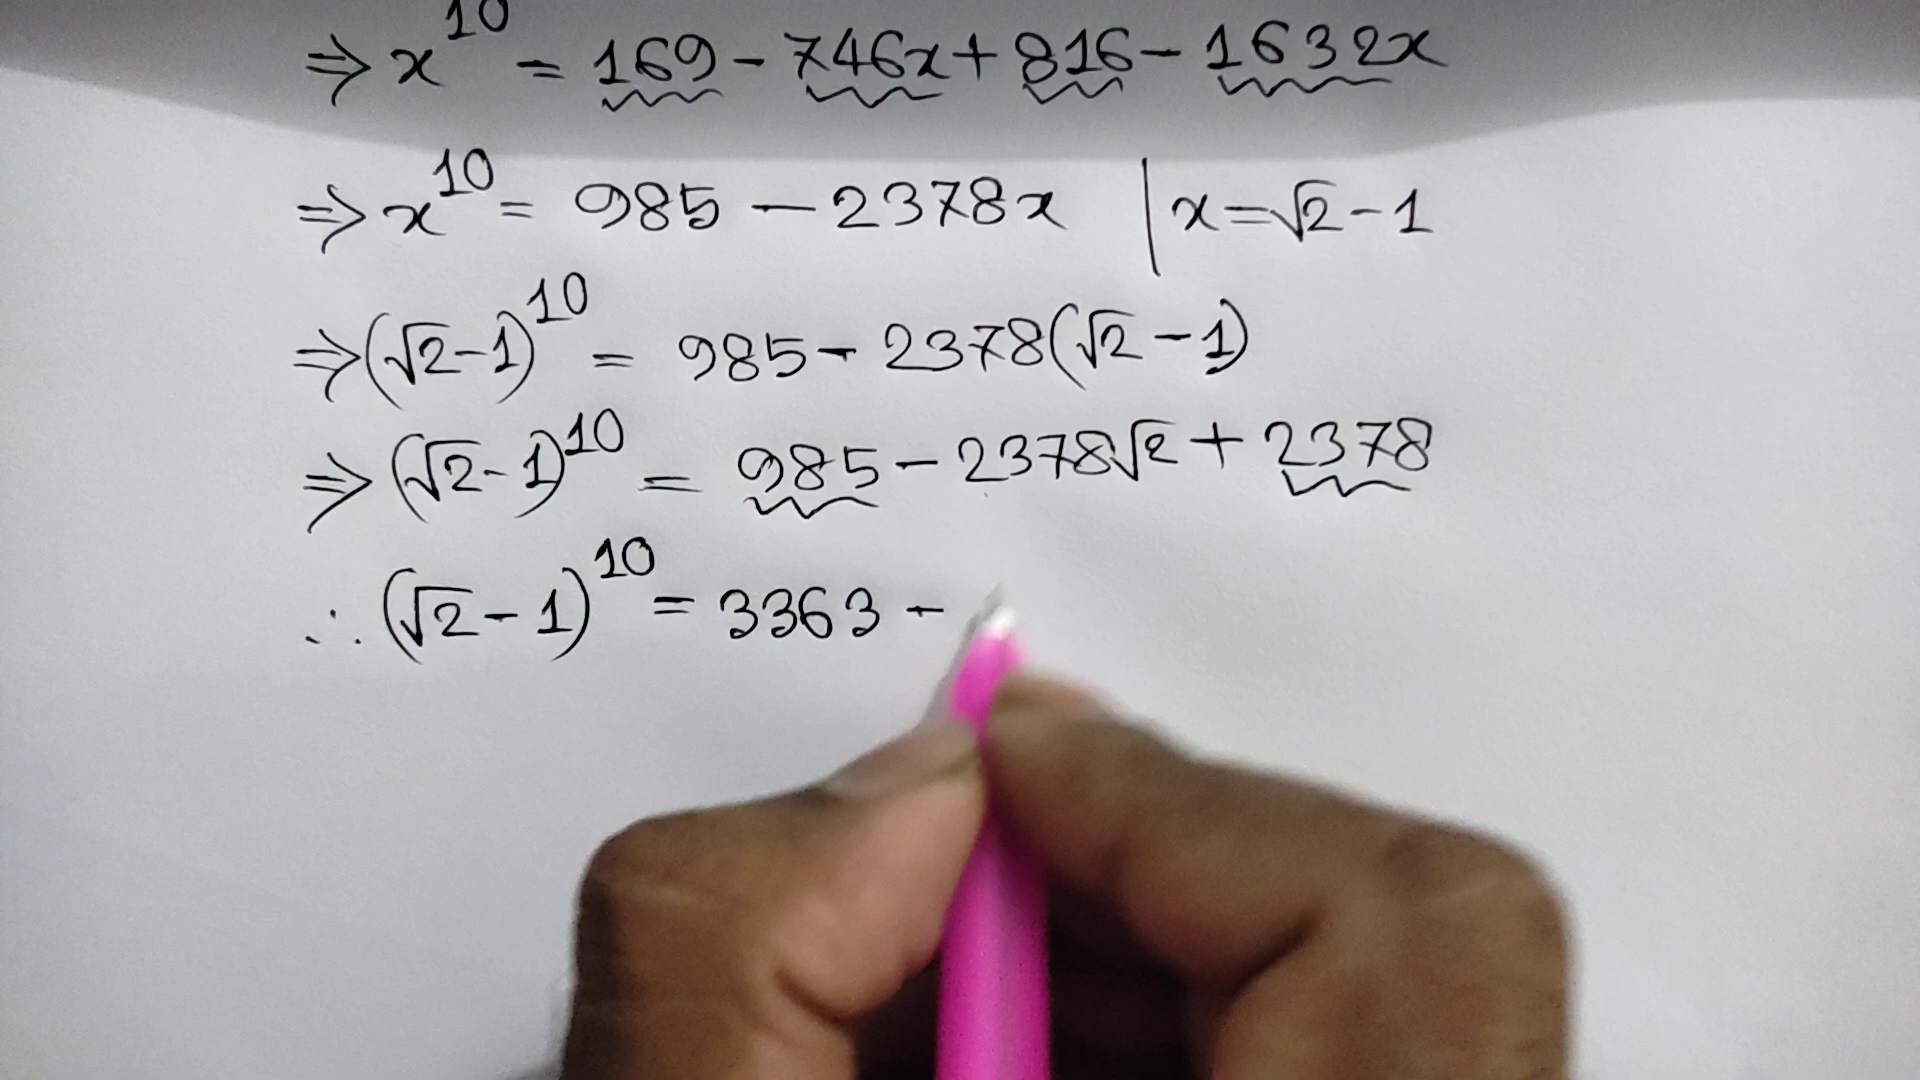 ⇒ x^10 = 169 - 746x + 816 - 1632x
⇒ x^10 = 985 - 2378x | x = √2 - 1
⇒ (√2 - 1)^10 = 985 - 2378(√2 - 1)
⇒ (√2 - 1)^10 = 985 - 2378√2 + 2378
∴ (√2 - 1)^10 = 3363 -